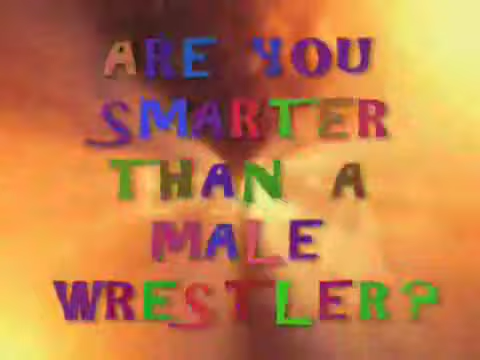 ARE YOU
SMARTER
THAN A
MALE
WRESTLER?